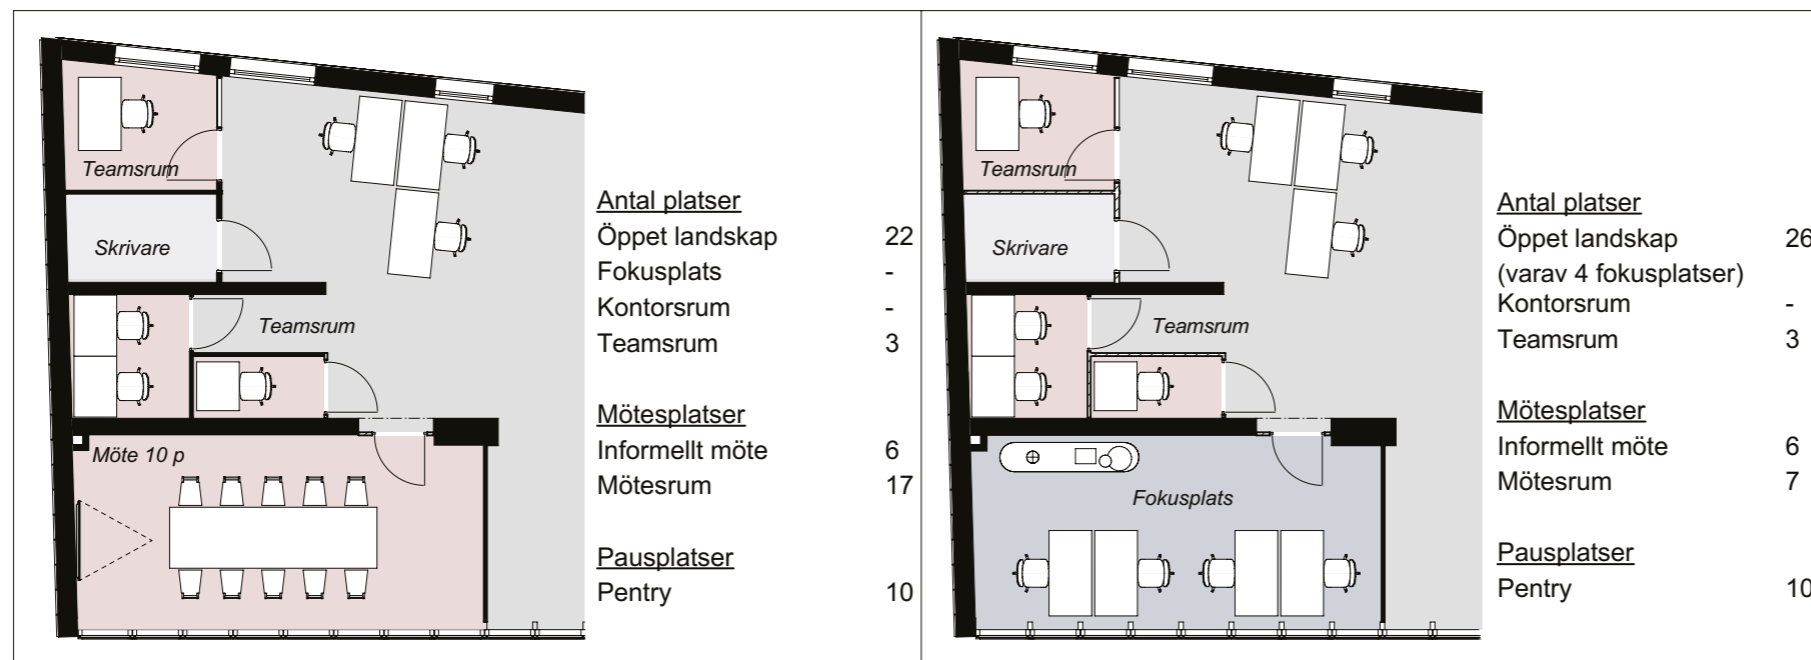 Teamsrum
Skrivare
Teamsrum
Möte 10 p
Antal platser
Öppet landskap 22
Fokusplats -
Kontorsrum -
Teamsrum 3
Mötesplatser
Informellt möte 6
Mötesrum 17
Pausplatser
Pentry 10
Teamsrum
Skrivare
Teamsrum
Fokusplats
Antal platser
Öppet landskap 26
(varav 4 fokusplatser)
Kontorsrum -
Teamsrum 3
Mötesplatser
Informellt möte 6
Mötesrum 7
Pausplatser
Pentry 10